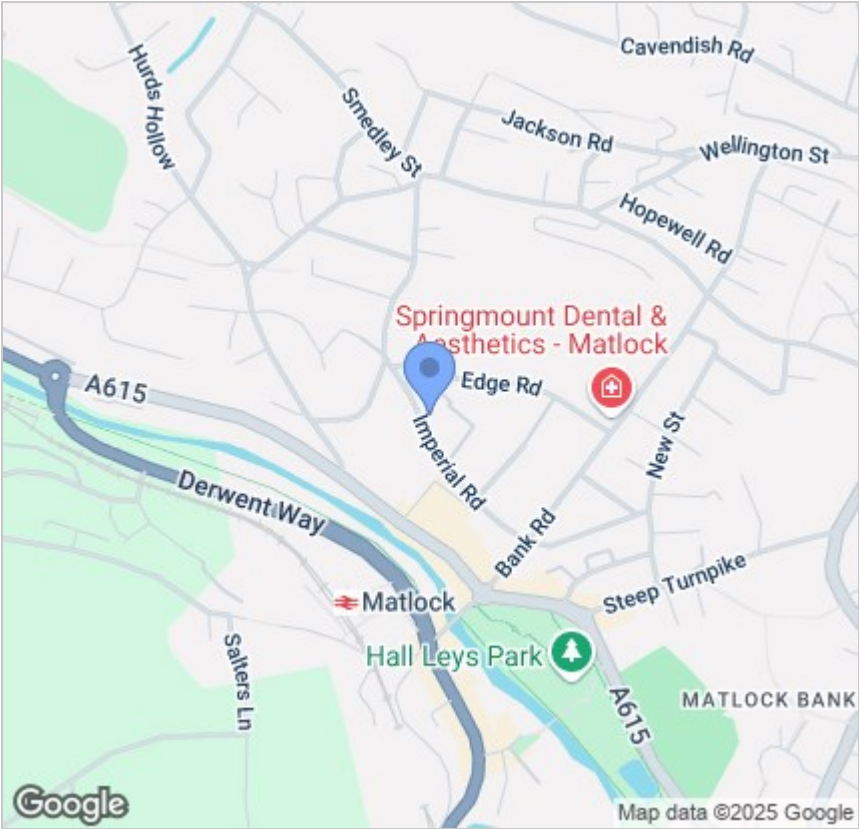 Cavendish Rd
Hurds Hollow
Smedley St
Jackson Rd
Wellington St
Hopewell Rd
Springmount Dental &
Aesthetics - Matlock
Edge Rd
A615
Imperial Rd
New St
Derwent Way
Bank Rd
Steep Turnpike
Matlock
Hall Leys Park
Salters Ln
A615
MATLOCK BANK
Google
Map data ©2025 Google